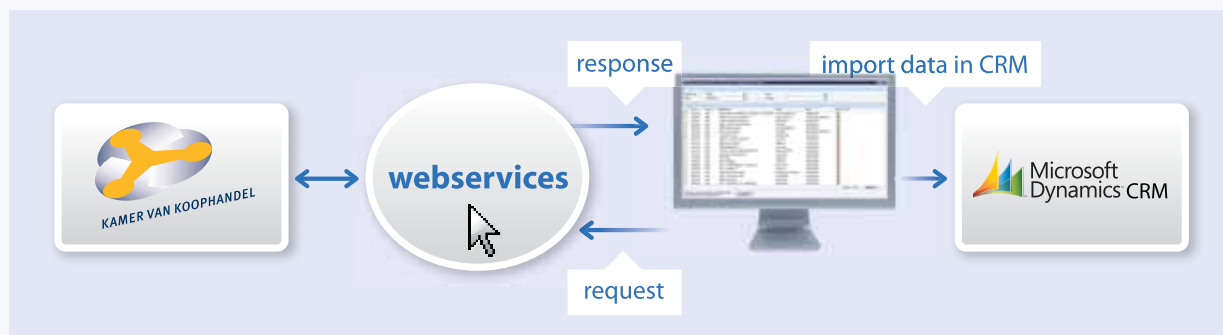 response
import data in CRM
KAMER VAN KOOPHANDEL
webservices
Microsoft
Dynamics CRM
request